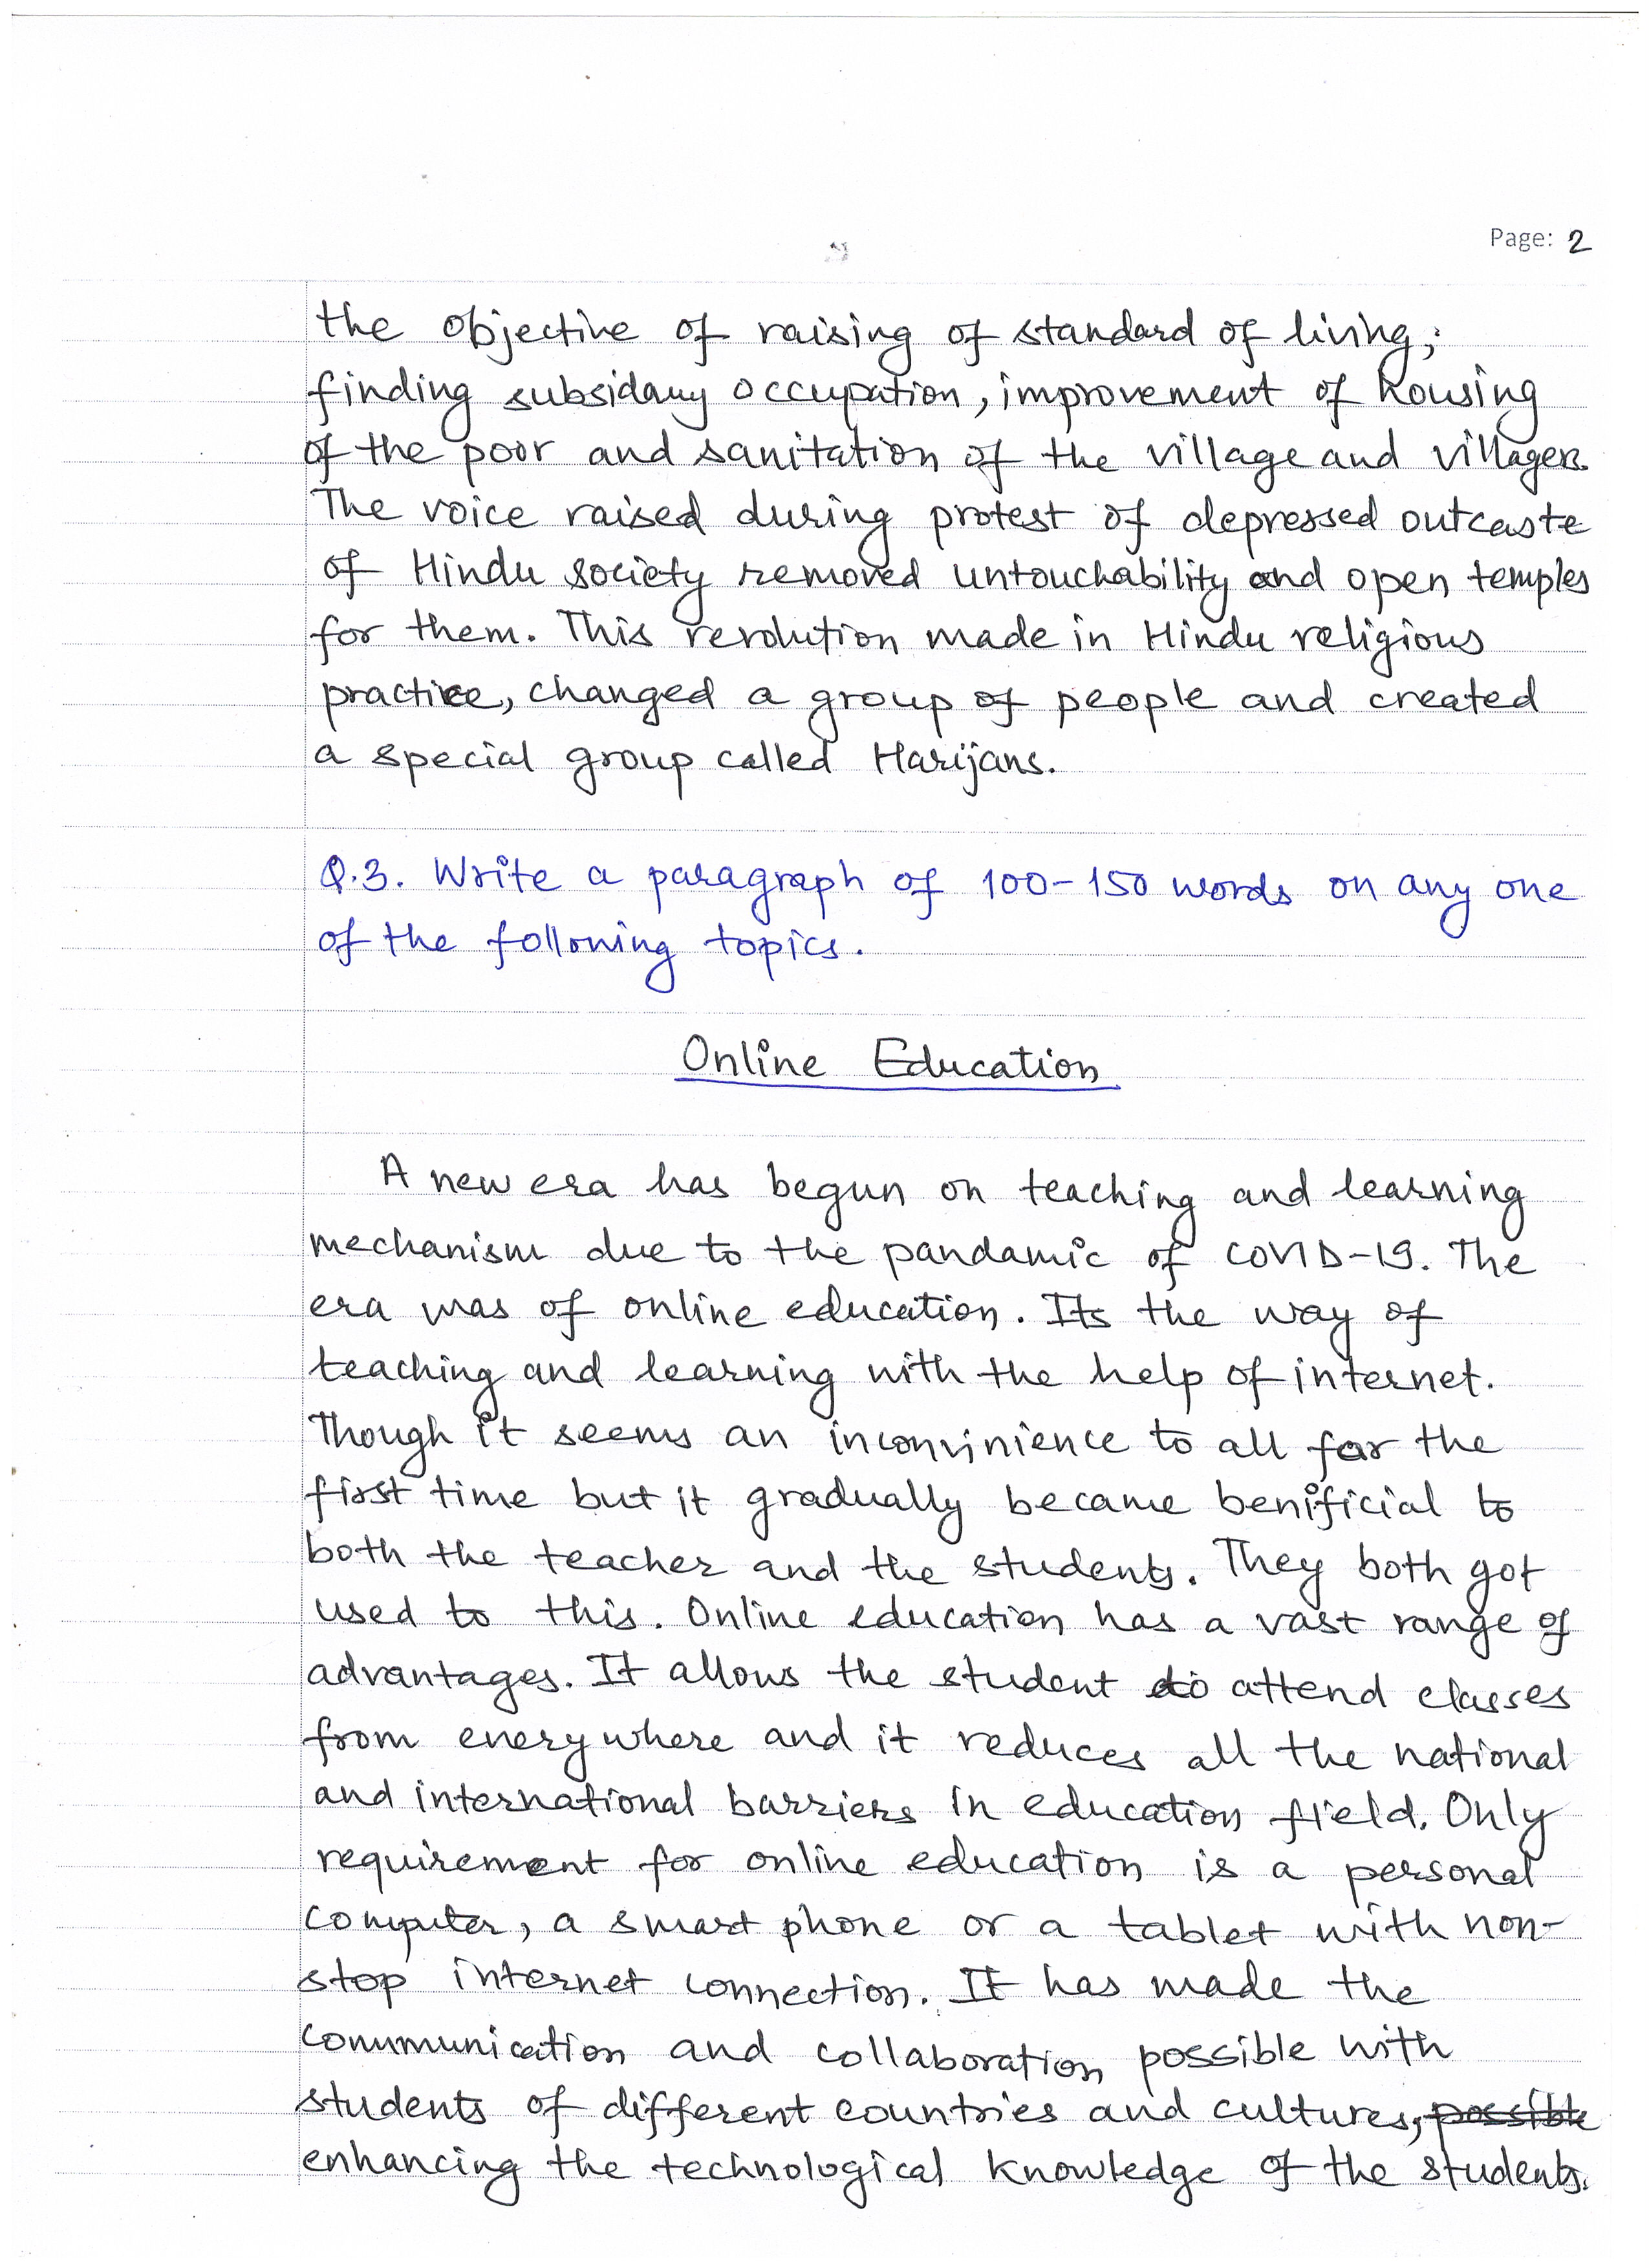 Page: 2
the objective of raising of standard of living;
finding subsidary occupation, improvement of housing
of the poor and sanitation of the village and villagers.
The voice raised during protest of depressed outcaste
of Hindu society removed untouchability and open temples
for them. This revolution made in Hindu religious
practice, changed a group of people and created
a special group called Harijans.
Q.3. Write a paragraph of 100-150 words on any one
of the following topics.
Online Education
A new era has begun on teaching and learning
mechanism due to the pandamic of COVID-19. The
era was of online education. Its the way of
teaching and learning with the help of internet.
Though it seems an inconvinience to all for the
first time but it gradually became benificial to
both the teacher and the students. They both got
used to this. Online education has a vast range of
advantages. It allows the student to attend classes
from everywhere and it reduces all the national
and international barriers in education field. Only
requirement for online education is a personal
computer, a smart phone or a tablet with non-
stop internet connection. It has made the
communication and collaboration possible with
students of different countries and cultures, possible
enhancing the technological knowledge of the students.